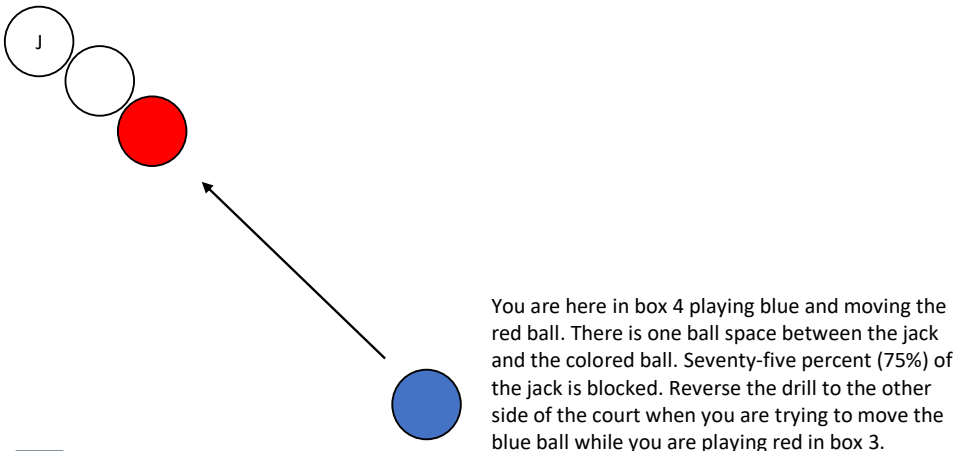 J
You are here in box 4 playing blue and moving the
red ball. There is one ball space between the jack
and the colored ball. Seventy-five percent (75%) of
the jack is blocked. Reverse the drill to the other
side of the court when you are trying to move the
blue ball while you are playing red in box 3.